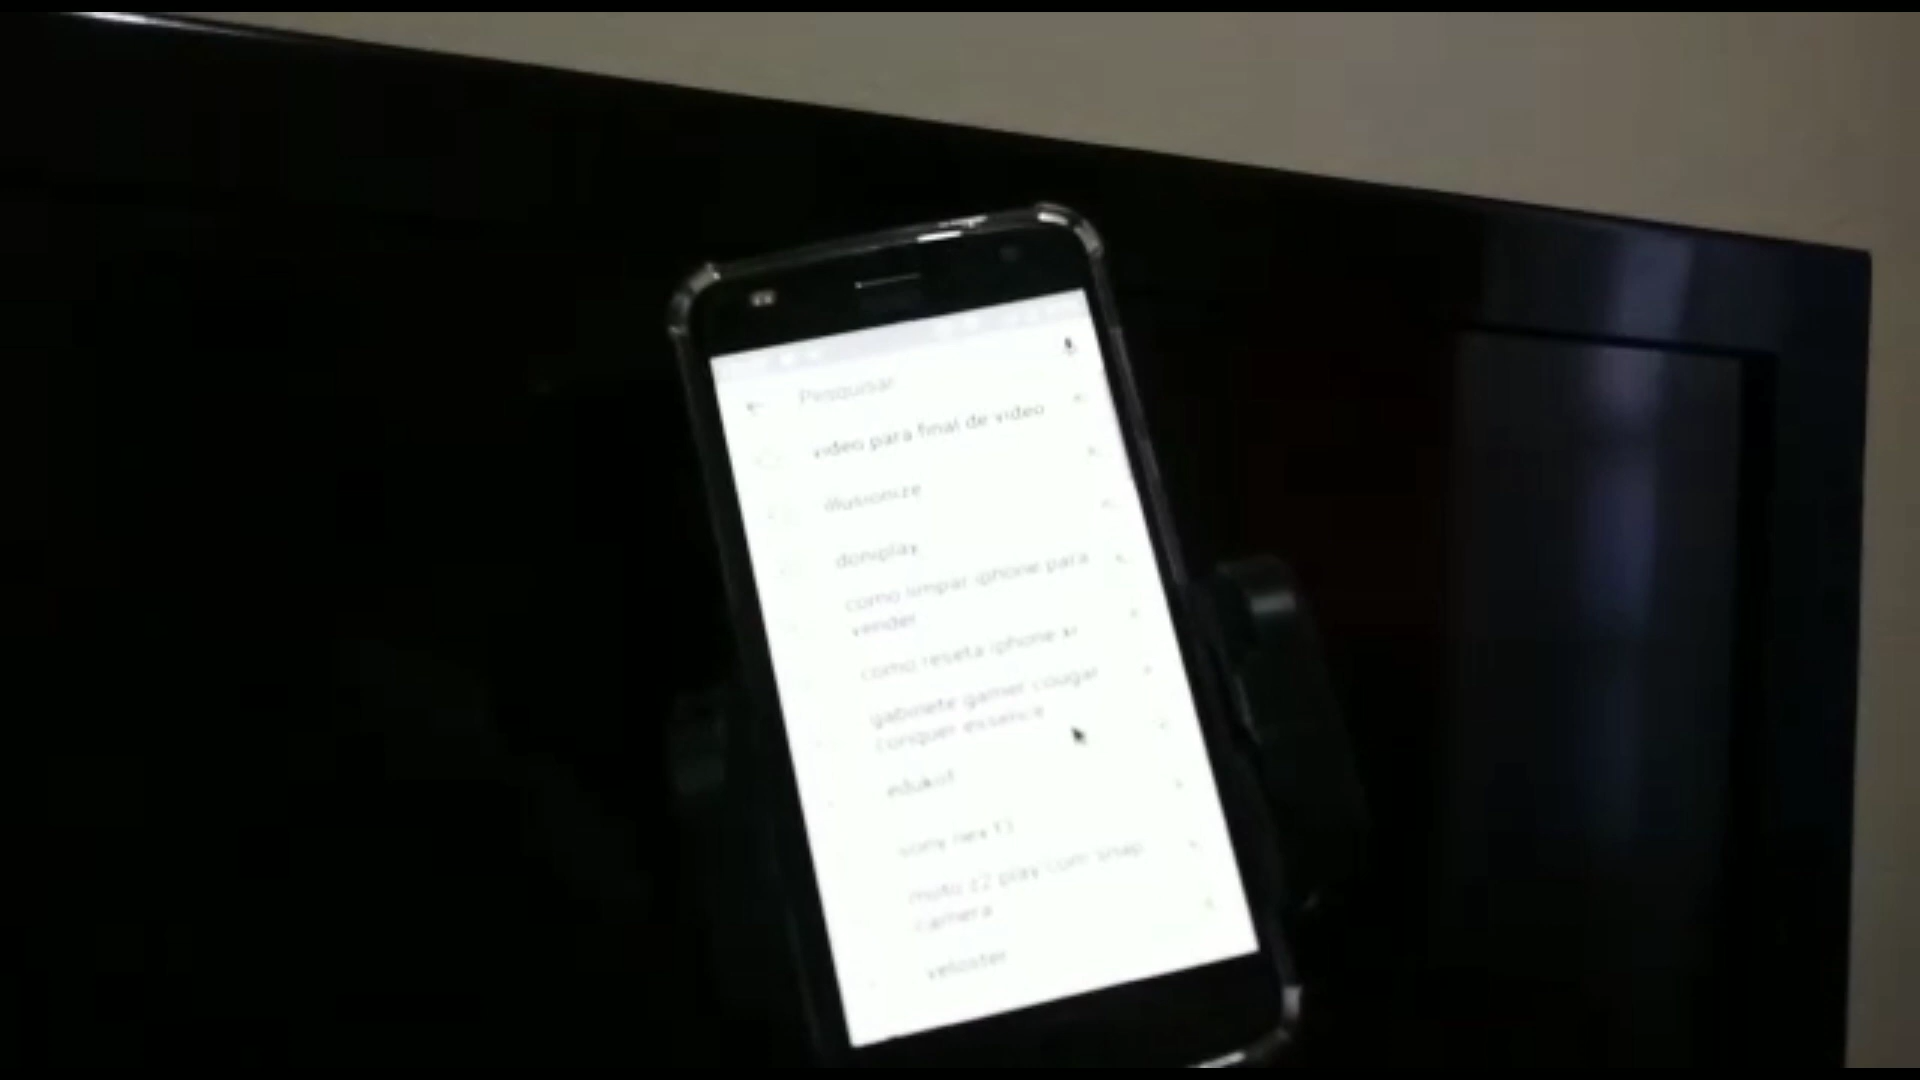 Pesquisar
video para final de video
illusionize
doniplay
como limpar iphone para
vender
como reseta iphone xr
gabinete gamer cougar
conquer essence
edukof
sony nex f3
moto z2 play com snap
camera
veloster